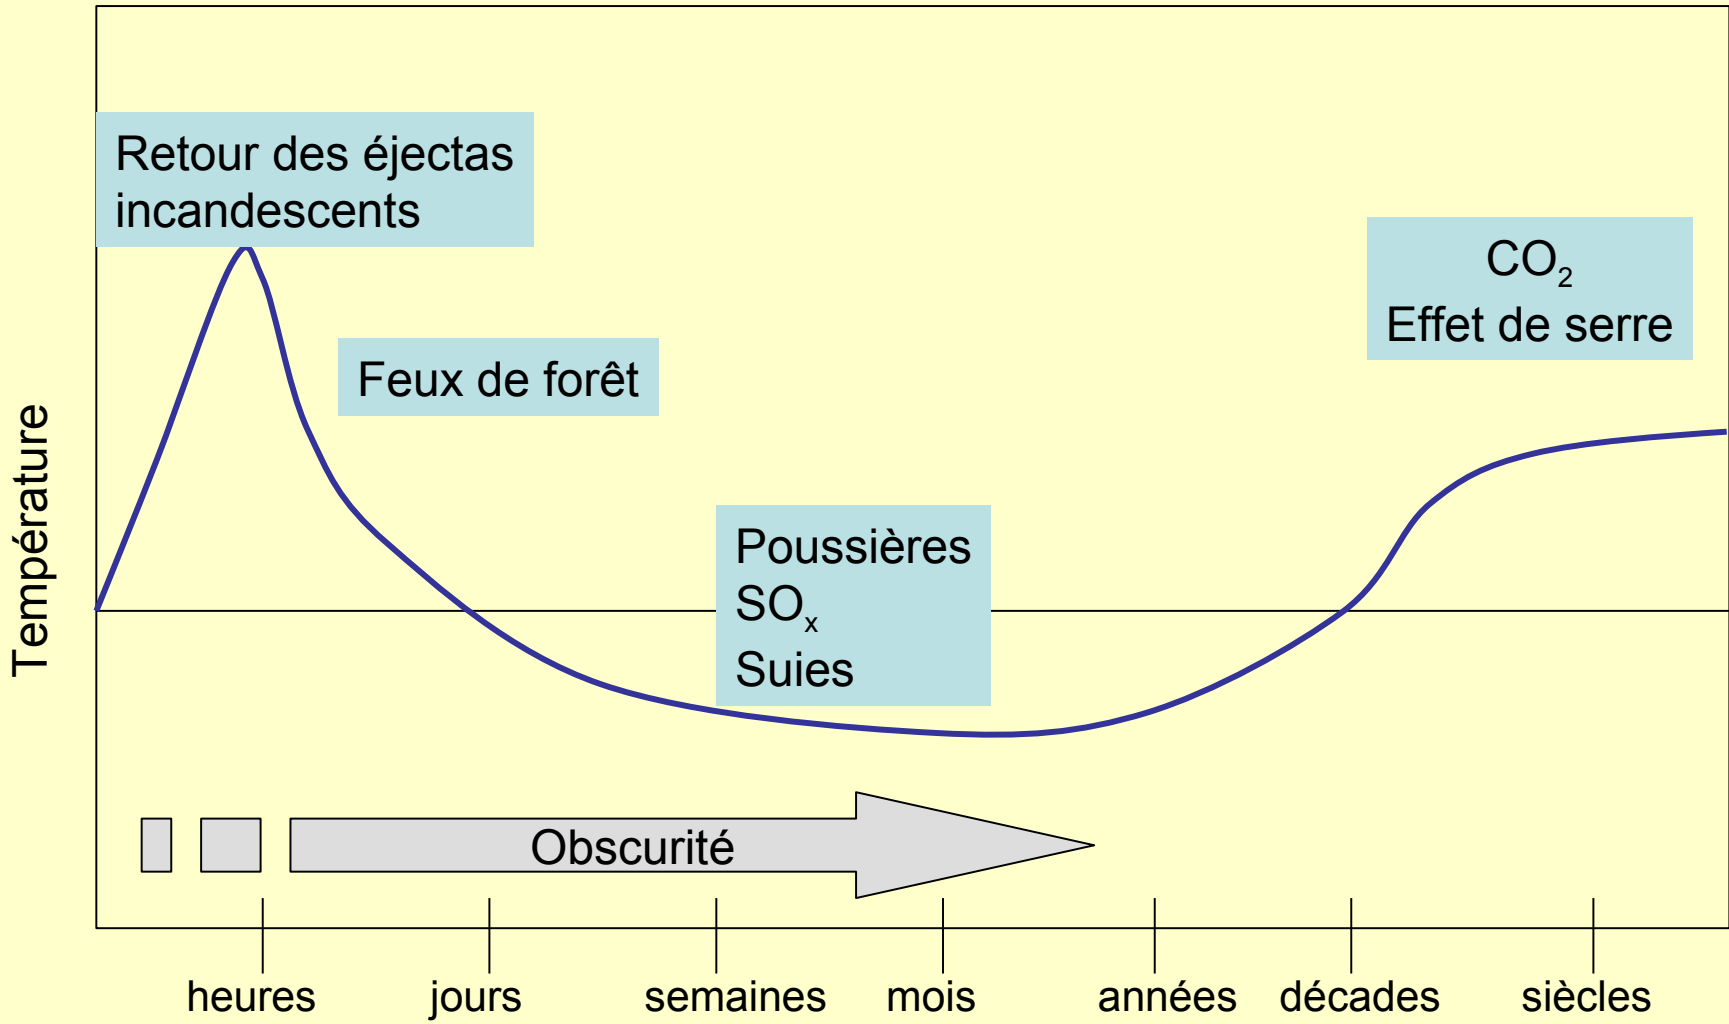 Retour des éjectas
incandescents
Feux de forêt
CO₂
Effet de serre
Température
Poussières
SOₓ
Suies
Obscurité
heures jours semaines mois années décades siècles